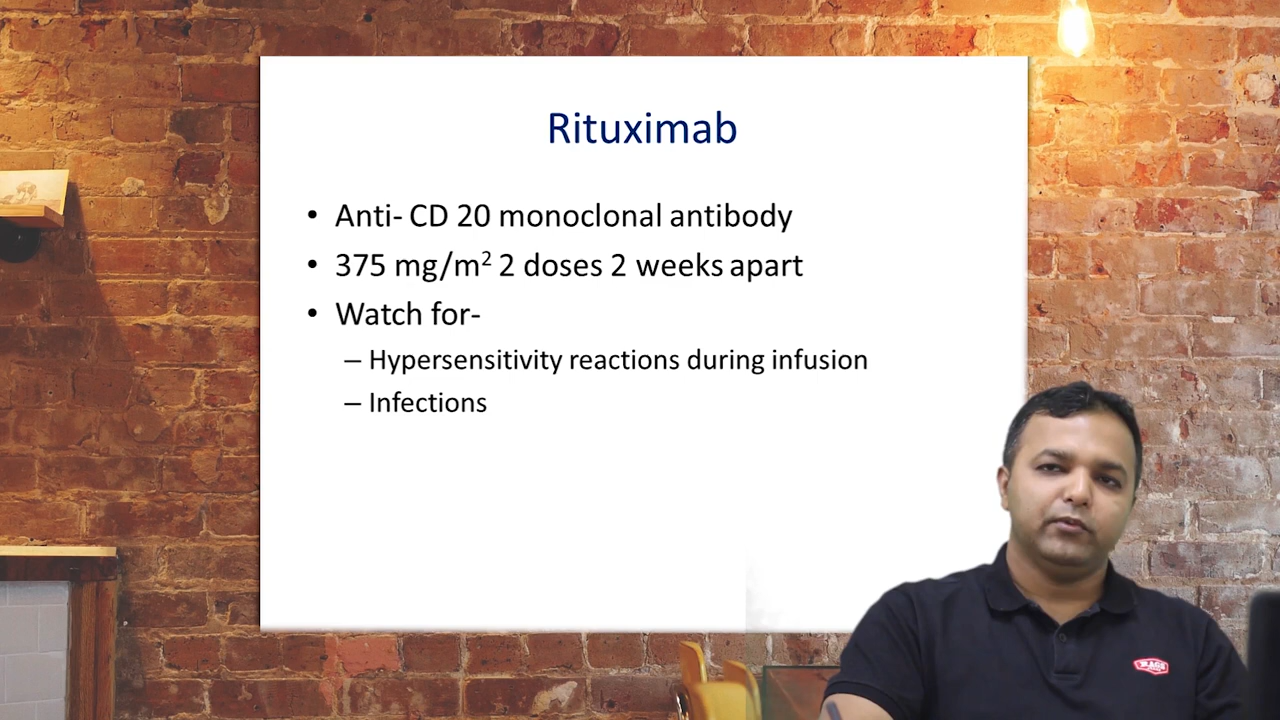 Rituximab
• Anti- CD 20 monoclonal antibody
• 375 mg/m² 2 doses 2 weeks apart
• Watch for-
– Hypersensitivity reactions during infusion
– Infections